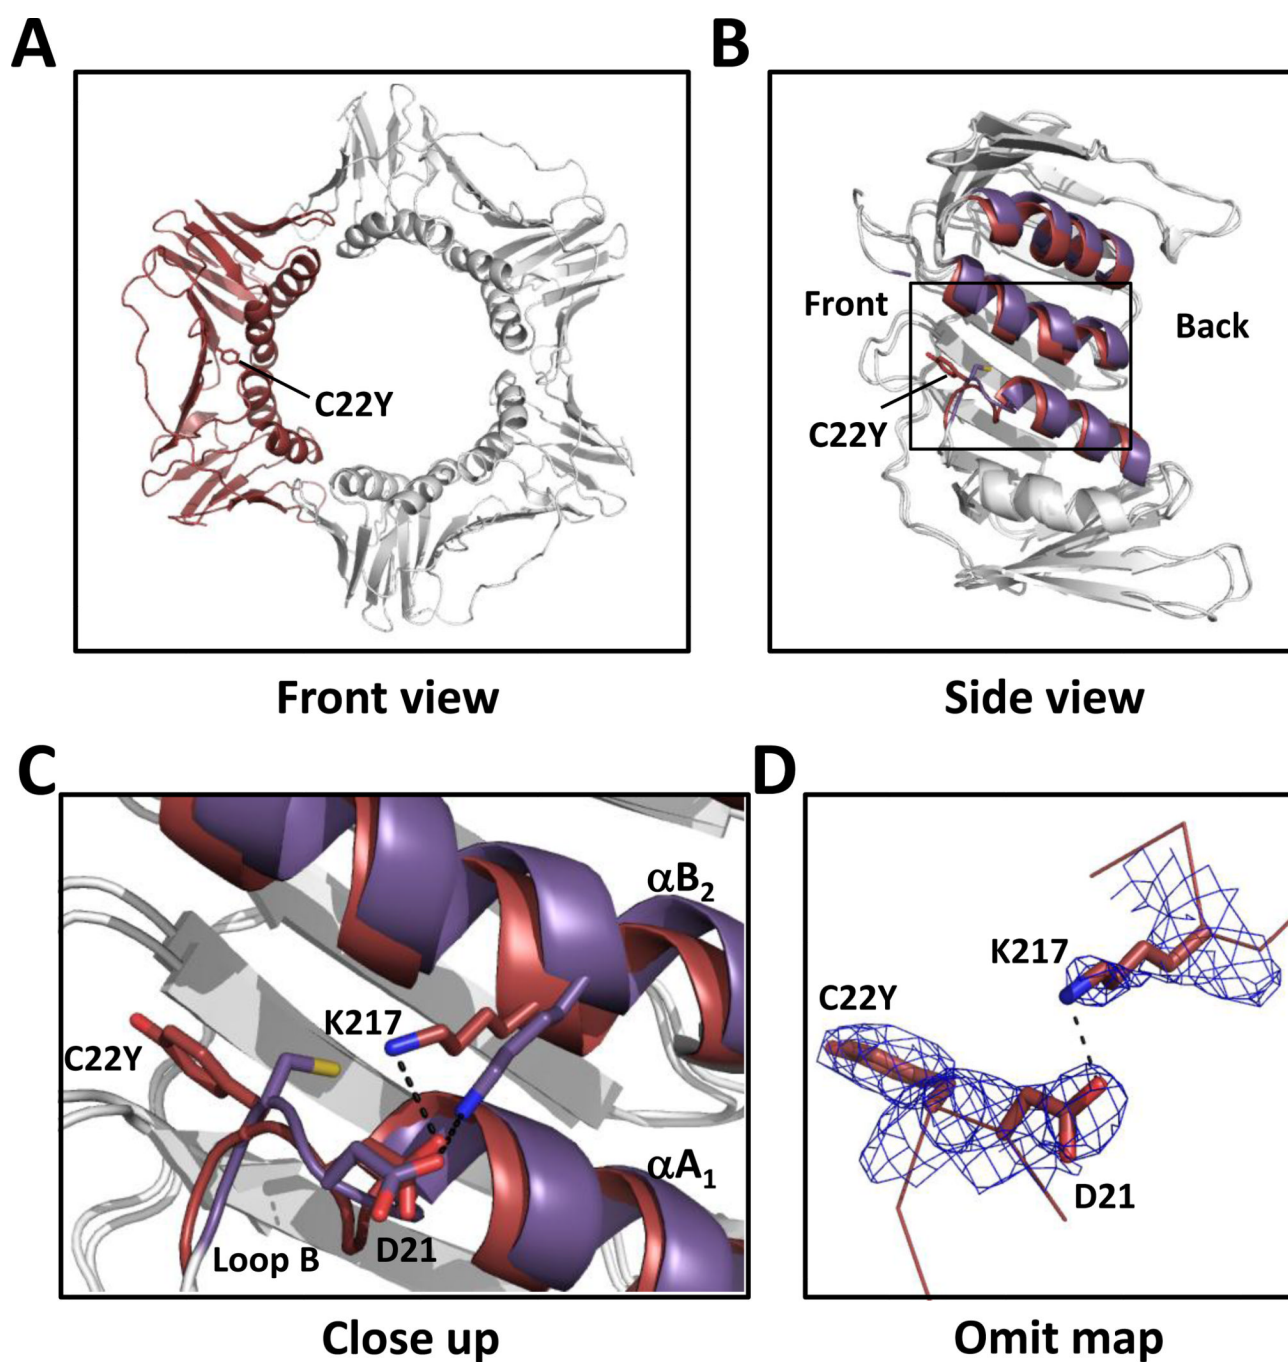 A
B
C22Y
Front
Back
C22Y
Front view
Side view
C
D
αB₂
K217
C22Y
αA₁
Loop B
D21
K217
C22Y
D21
Close up
Omit map